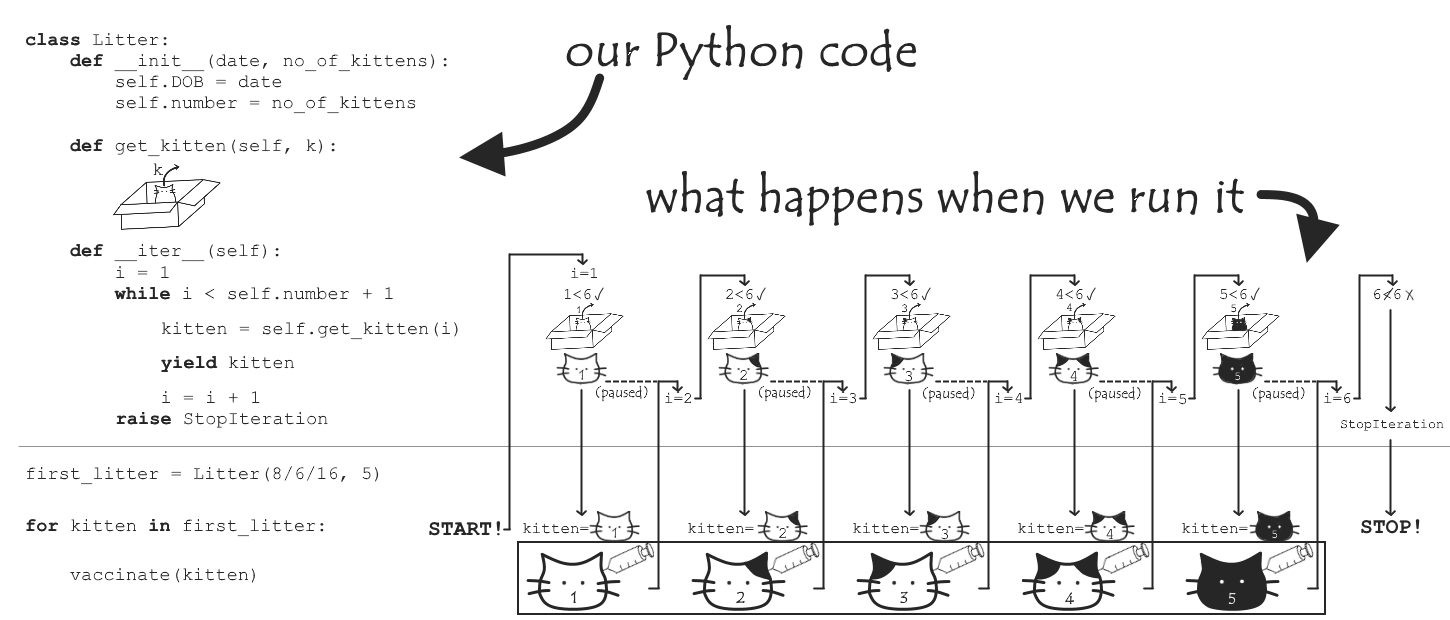 our Python code
class Litter:
def __init__(date, no_of_kittens):
self.DOB = date
self.number = no_of_kittens
def get_kitten(self, k):
k
what happens when we run it
def __iter__(self):
i = 1
while i < self.number + 1
kitten = self.get_kitten(i)
yield kitten
i = i + 1
raise StopIteration
i=1
1<6✓ 2<6✓ 3<6✓ 4<6✓ 5<6✓ 6≮6 x
1 2 3 4 5
1 2 3 4 5
(paused) i=2 (paused) i=3 (paused) i=4 (paused) i=5 (paused) i=6
StopIteration
first_litter = Litter(8/6/16, 5)
for kitten in first_litter:
START! kitten= 1 kitten= 2 kitten= 3 kitten= 4 kitten= 5 STOP!
vaccinate(kitten)
1 2 3 4 5